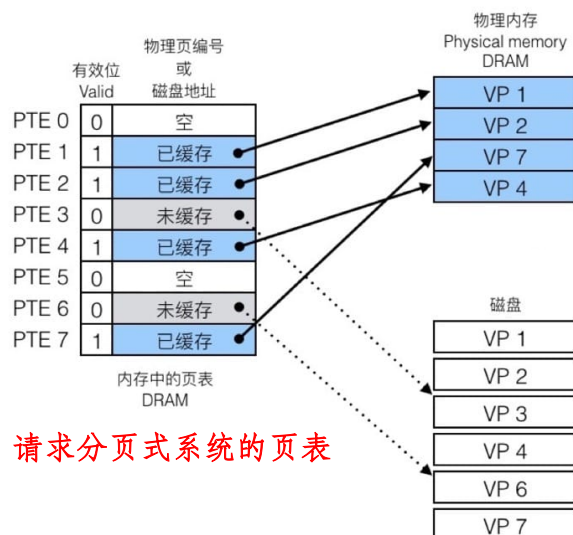 物理页编号
或
磁盘地址
有效位
Valid
PTE 0 0 空
PTE 1 1 已缓存
PTE 2 1 已缓存
PTE 3 0 未缓存
PTE 4 1 已缓存
PTE 5 0 空
PTE 6 0 未缓存
PTE 7 1 已缓存
内存中的页表
DRAM
请求分页式系统的页表
物理内存
Physical memory
DRAM
VP 1
VP 2
VP 7
VP 4
磁盘
VP 1
VP 2
VP 3
VP 4
VP 6
VP 7